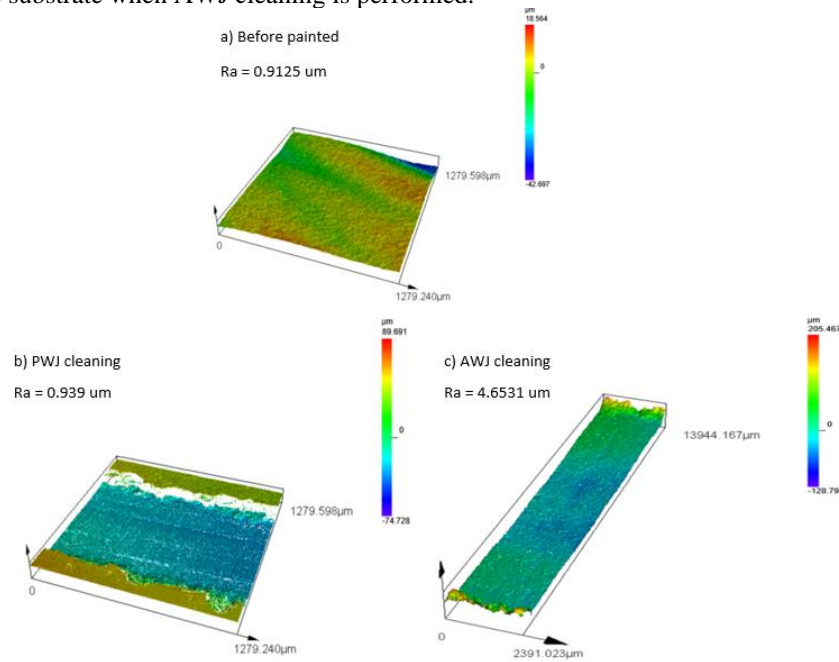 substrate when AWJ cleaning is performed.
a) Before painted
Ra = 0.9125 um
µm
18.564
0
-42.697
1279.598µm
0
1279.240µm
b) PWJ cleaning
Ra = 0.939 um
µm
89.691
0
-74.728
1279.598µm
0
1279.240µm
c) AWJ cleaning
Ra = 4.6531 um
µm
205.467
0
-128.79
13944.167µm
0
2391.023µm